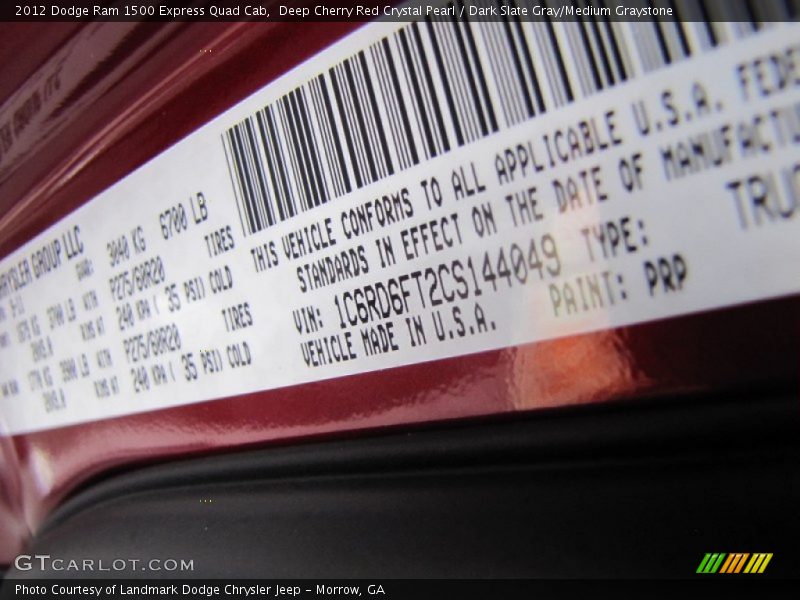 2012 Dodge Ram 1500 Express Quad Cab, Deep Cherry Red Crystal Pearl / Dark Slate Gray/Medium Graystone
CHRYSLER GROUP LLC
3040 KG 6700 LB
TIRES
P275/60R20
240 KPA ( 35 PSI) COLD
TIRES
P275/60R20
240 KPA ( 35 PSI) COLD
THIS VEHICLE CONFORMS TO ALL APPLICABLE U.S.A. FEDE
STANDARDS IN EFFECT ON THE DATE OF MANUFACTU
VIN: 1C6RD6FT2CS144049 TYPE: TRUC
VEHICLE MADE IN U.S.A. PAINT: PRP
GTCARLOT.COM
Photo Courtesy of Landmark Dodge Chrysler Jeep – Morrow, GA